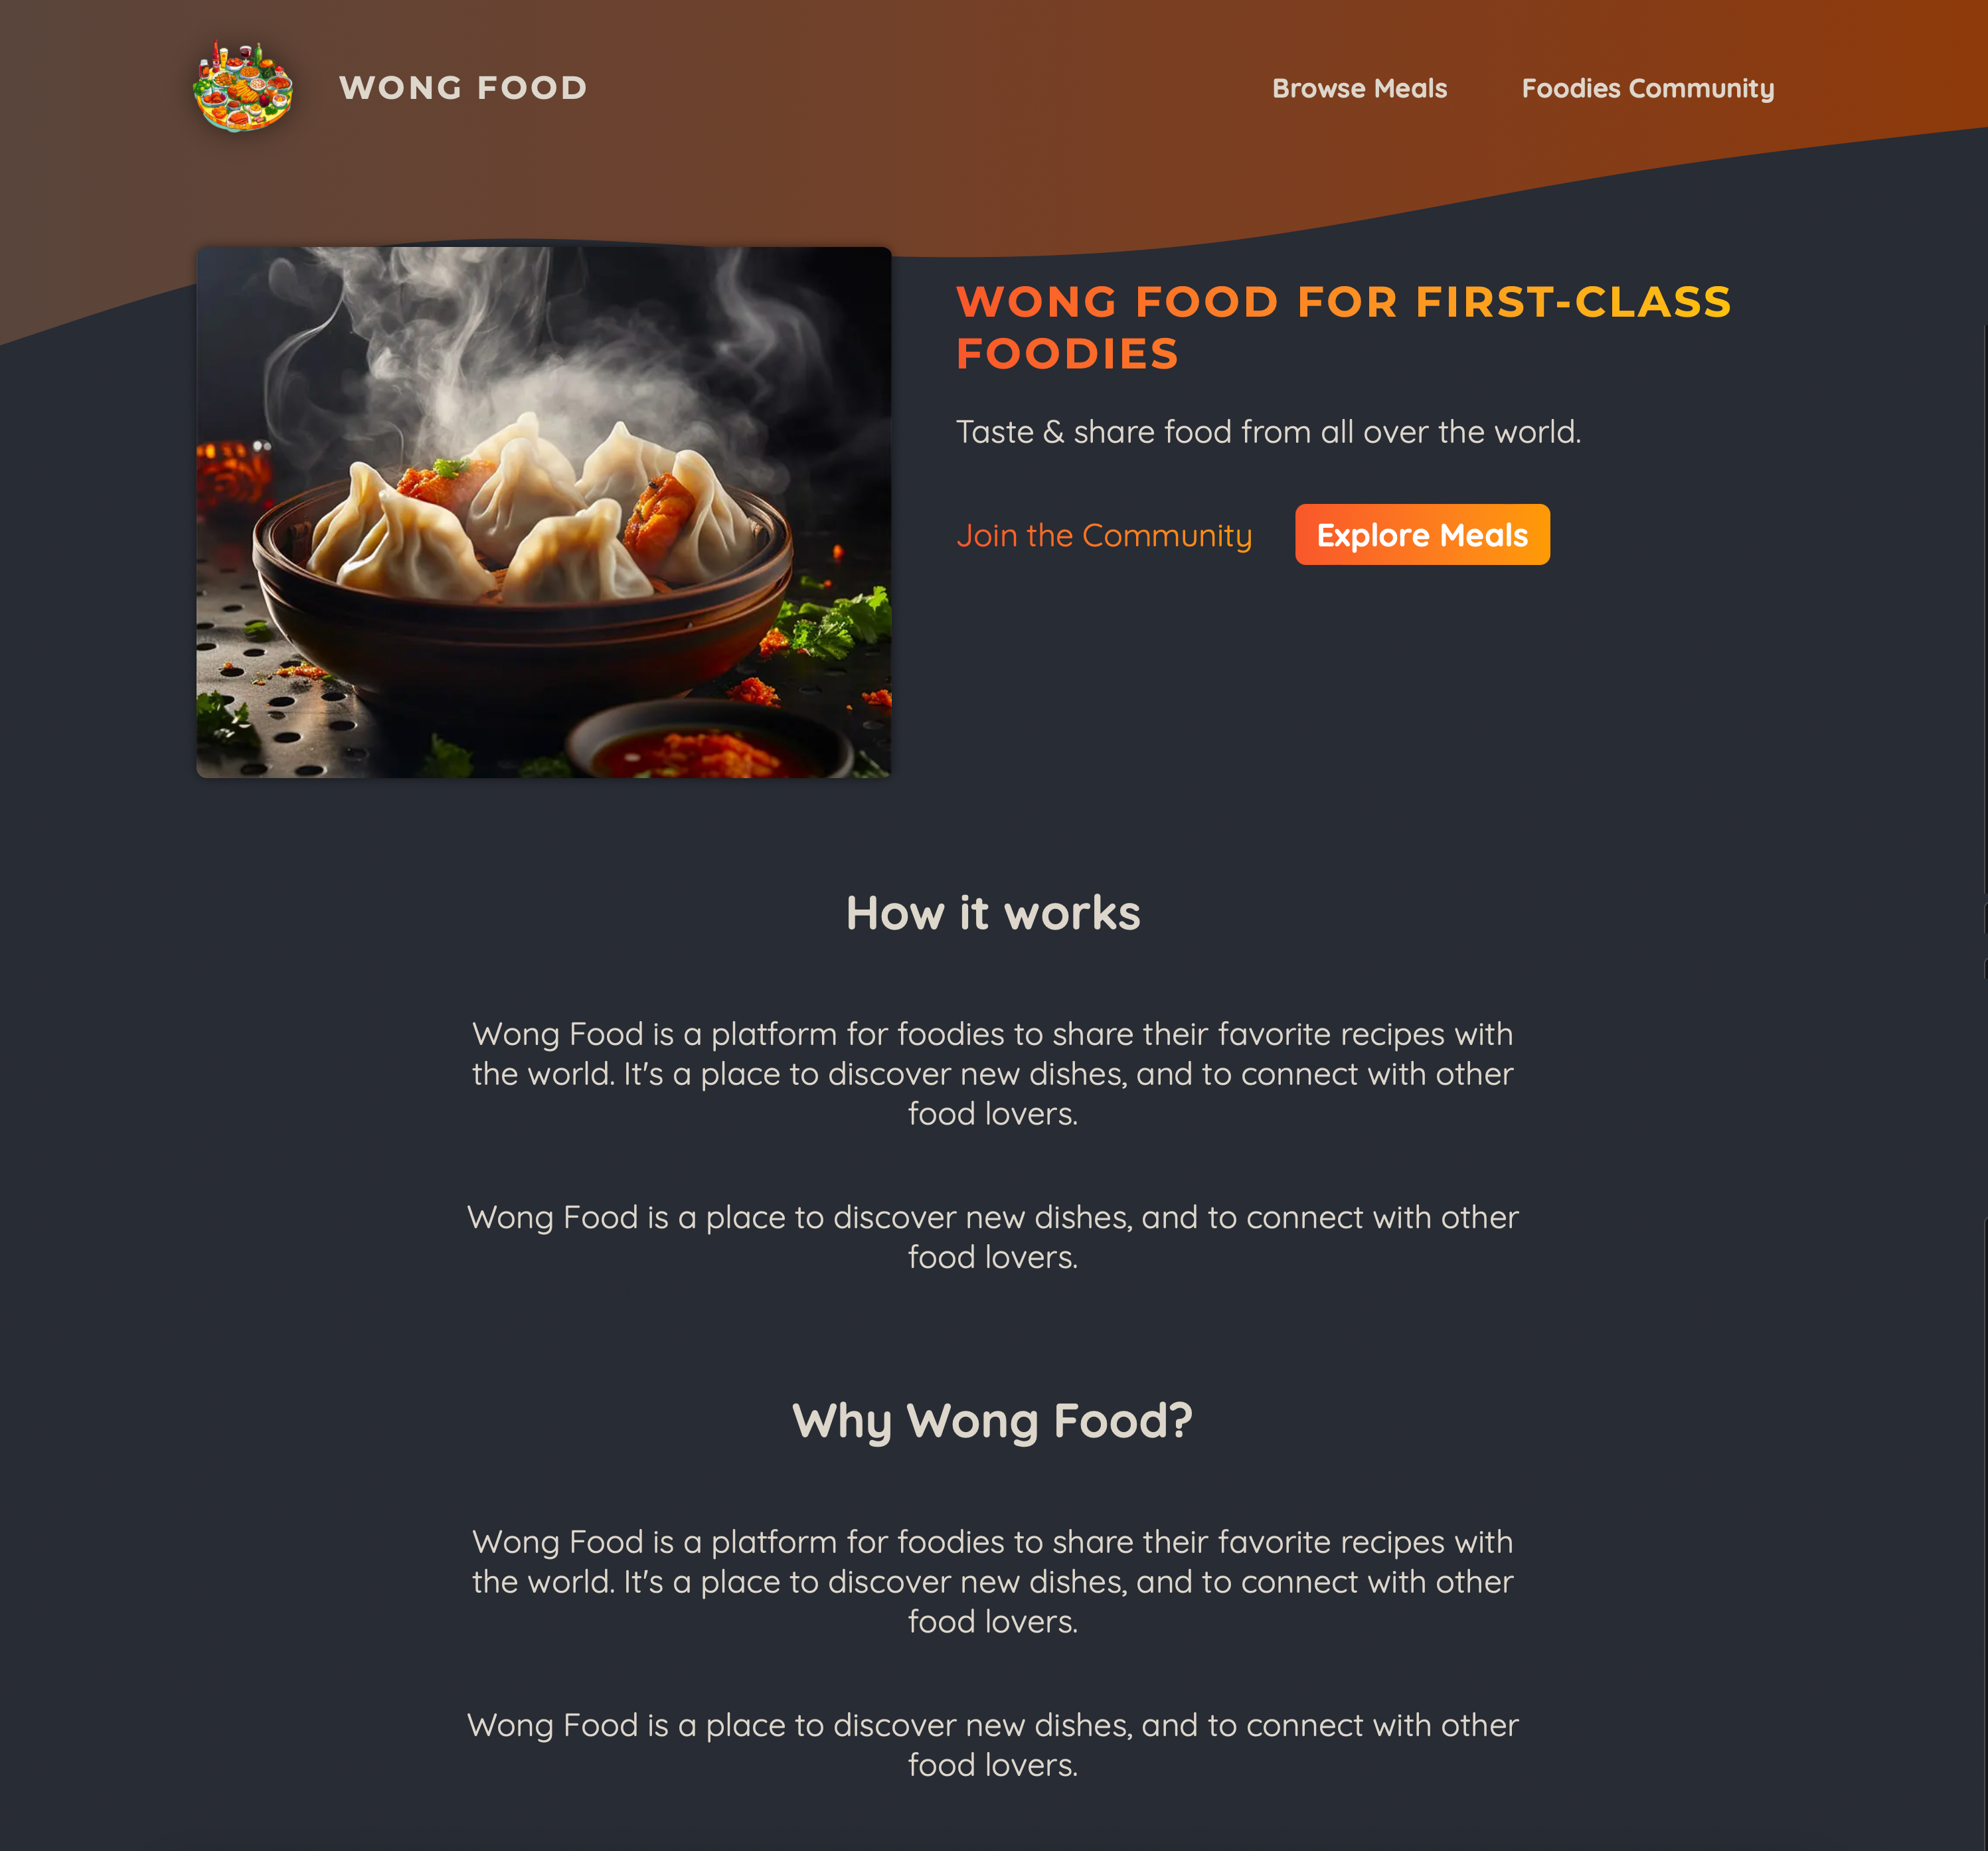 WONG FOOD
Browse Meals
Foodies Community
WONG FOOD FOR FIRST-CLASS
FOODIES
Taste & share food from all over the world.
Join the Community
Explore Meals
How it works
Wong Food is a platform for foodies to share their favorite recipes with
the world. It's a place to discover new dishes, and to connect with other
food lovers.
Wong Food is a place to discover new dishes, and to connect with other
food lovers.
Why Wong Food?
Wong Food is a platform for foodies to share their favorite recipes with
the world. It's a place to discover new dishes, and to connect with other
food lovers.
Wong Food is a place to discover new dishes, and to connect with other
food lovers.